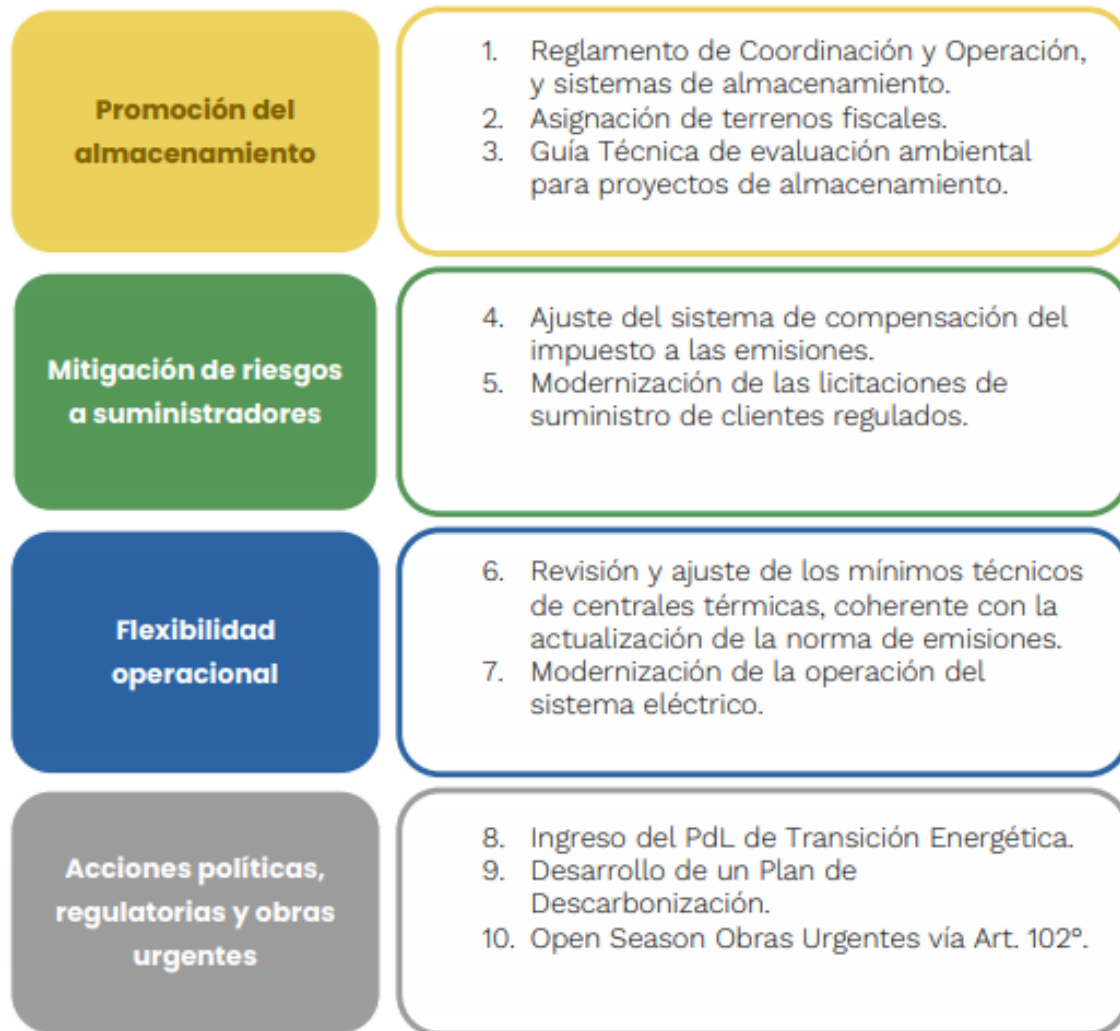 Promoción del
almacenamiento
1. Reglamento de Coordinación y Operación,
y sistemas de almacenamiento.
2. Asignación de terrenos fiscales.
3. Guía Técnica de evaluación ambiental
para proyectos de almacenamiento.
Mitigación de riesgos
a suministradores
4. Ajuste del sistema de compensación del
impuesto a las emisiones.
5. Modernización de las licitaciones de
suministro de clientes regulados.
Flexibilidad
operacional
6. Revisión y ajuste de los mínimos técnicos
de centrales térmicas, coherente con la
actualización de la norma de emisiones.
7. Modernización de la operación del
sistema eléctrico.
Acciones políticas,
regulatorias y obras
urgentes
8. Ingreso del PdL de Transición Energética.
9. Desarrollo de un Plan de
Descarbonización.
10. Open Season Obras Urgentes vía Art. 102°.